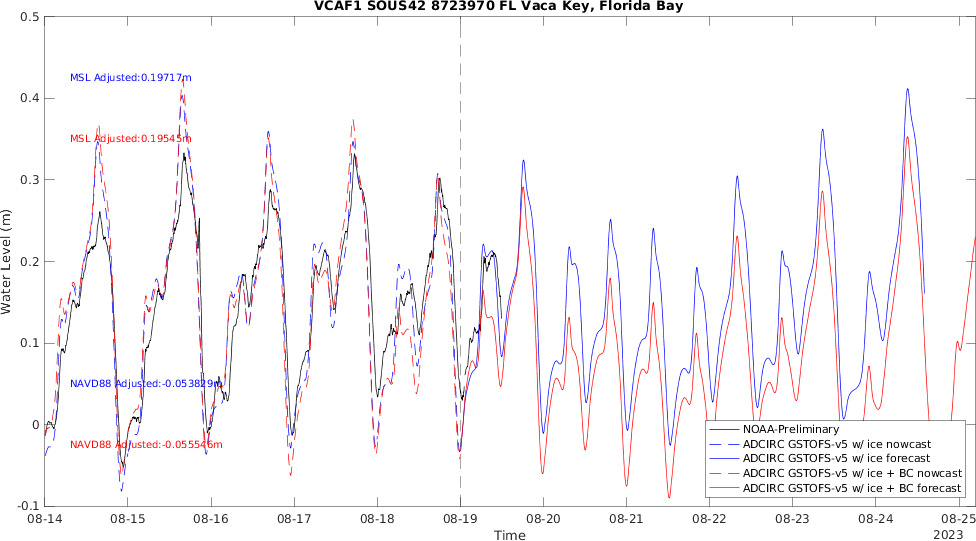 VCAF1 SOUS42 8723970 FL Vaca Key, Florida Bay
0.5
0.4
0.3
0.2
0.1
0
-0.1
Water Level (m)
MSL Adjusted:0.19717m
MSL Adjusted:0.19545m
NAVD88 Adjusted:-0.053829m
NAVD88 Adjusted:-0.055546m
NOAA-Preliminary
ADCIRC GSTOFS-v5 w/ ice nowcast
ADCIRC GSTOFS-v5 w/ ice forecast
ADCIRC GSTOFS-v5 w/ ice + BC nowcast
ADCIRC GSTOFS-v5 w/ ice + BC forecast
08-14 08-15 08-16 08-17 08-18 08-19 08-20 08-21 08-22 08-23 08-24 08-25
Time
2023